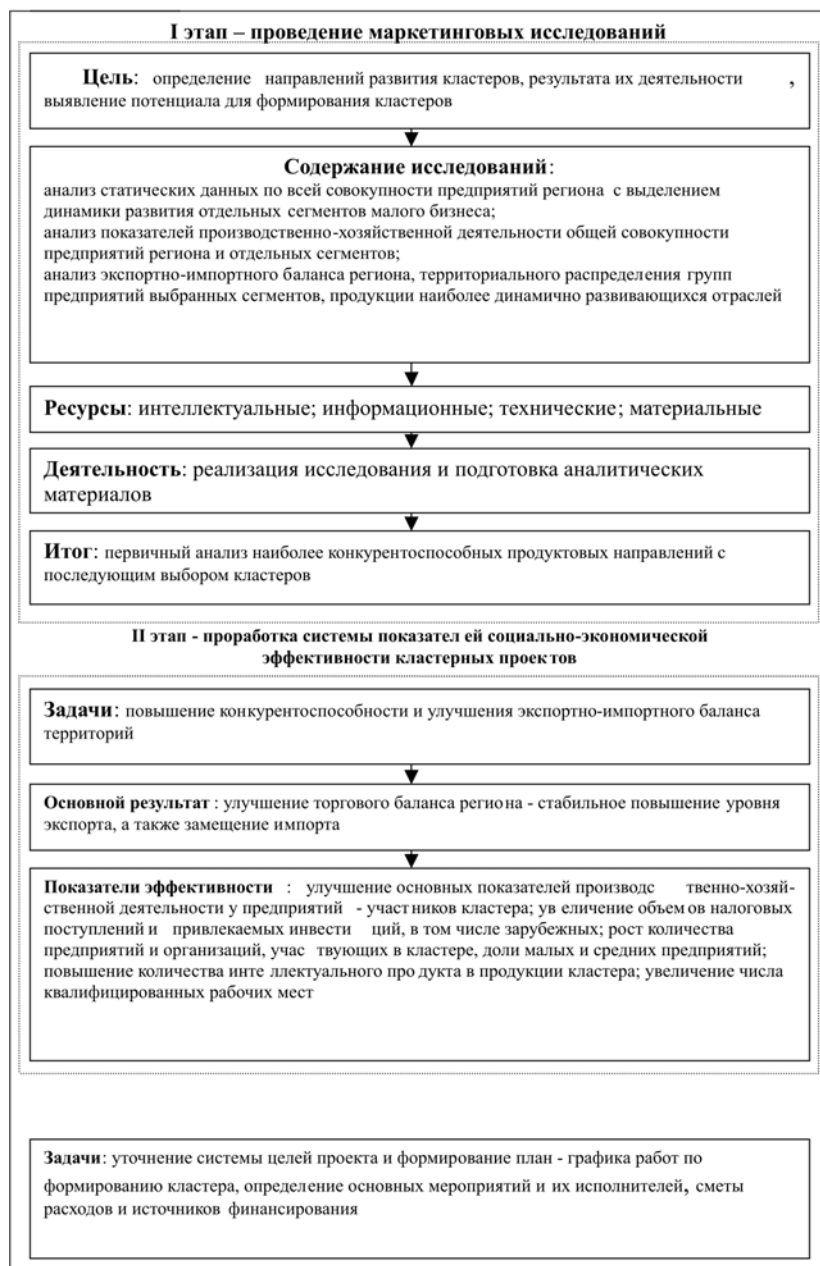 I этап – проведение маркетинговых исследований
Цель: определение направлений развития кластеров, результата их деятельности ,
выявление потенциала для формирования кластеров
Содержание исследований:
анализ статических данных по всей совокупности предприятий региона с выделением
динамики развития отдельных сегментов малого бизнеса;
анализ показателей производственно-хозяйственной деятельности общей совокупности
предприятий региона и отдельных сегментов;
анализ экспортно-импортного баланса региона, территориального распределения групп
предприятий выбранных сегментов, продукции наиболее динамично развивающихся отраслей
Ресурсы: интеллектуальные; информационные; технические; материальные
Деятельность: реализация исследования и подготовка аналитических
материалов
Итог: первичный анализ наиболее конкурентоспособных продуктовых направлений с
последующим выбором кластеров
II этап - проработка системы показател ей социально-экономической
эффективности кластерных проектов
Задачи: повышение конкурентоспособности и улучшения экспортно-импортного баланса
территорий
Основной результат : улучшение торгового баланса региона - стабильное повышение уровня
экспорта, а также замещение импорта
Показатели эффективности : улучшение основных показателей производс твенно-хозяй-
ственной деятельности у предприятий - участников кластера; ув еличение объем ов налоговых
поступлений и привлекаемых инвести ций, в том числе зарубежных; рост количества
предприятий и организаций, учас твующих в кластере, доли малых и средних предприятий;
повышение количества инте ллектуального про дукта в продукции кластера; увеличение числа
квалифицированных рабочих мест
Задачи: уточнение системы целей проекта и формирование план - графика работ по
формированию кластера, определение основных мероприятий и их исполнителей, сметы
расходов и источников финансирования